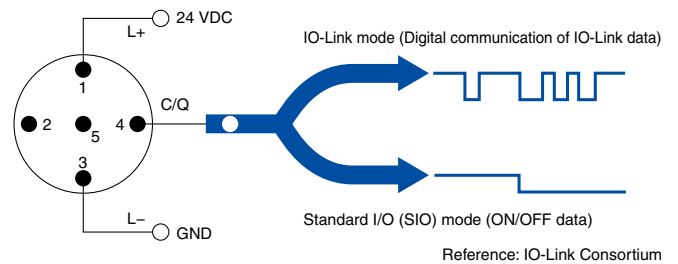 24 VDC
L+
IO-Link mode (Digital communication of IO-Link data)
1
C/Q
2
5
4
3
L−
GND
Standard I/O (SIO) mode (ON/OFF data)
Reference: IO-Link Consortium